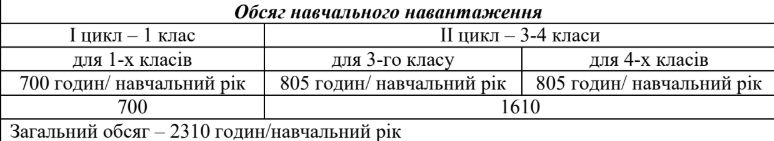 Обсяг навчального навантаження
І цикл – 1 клас ІІ цикл – 3-4 класи
для 1-х класів для 3-го класу для 4-х класів
700 годин/ навчальний рік 805 годин/ навчальний рік 805 годин/ навчальний рік
700 1610
Загальний обсяг – 2310 годин/навчальний рік